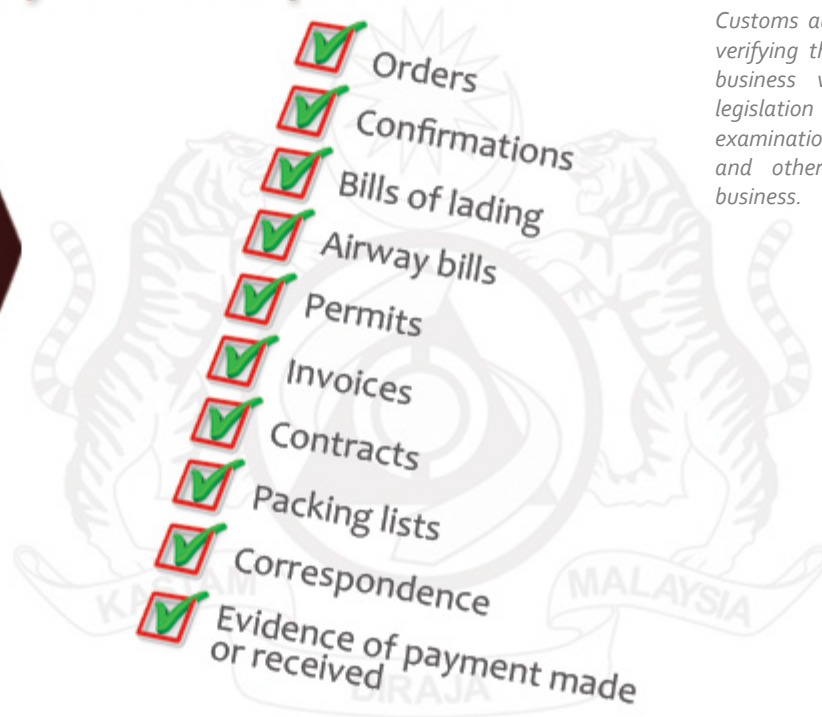 Orders
Confirmations
Bills of lading
Airway bills
Permits
Invoices
Contracts
Packing lists
Correspondence
Evidence of payment made
or received
Customs
verifying
business
legislation
examinatio
and other
business.
KASTAM
DIRAJA
MALAYSIA